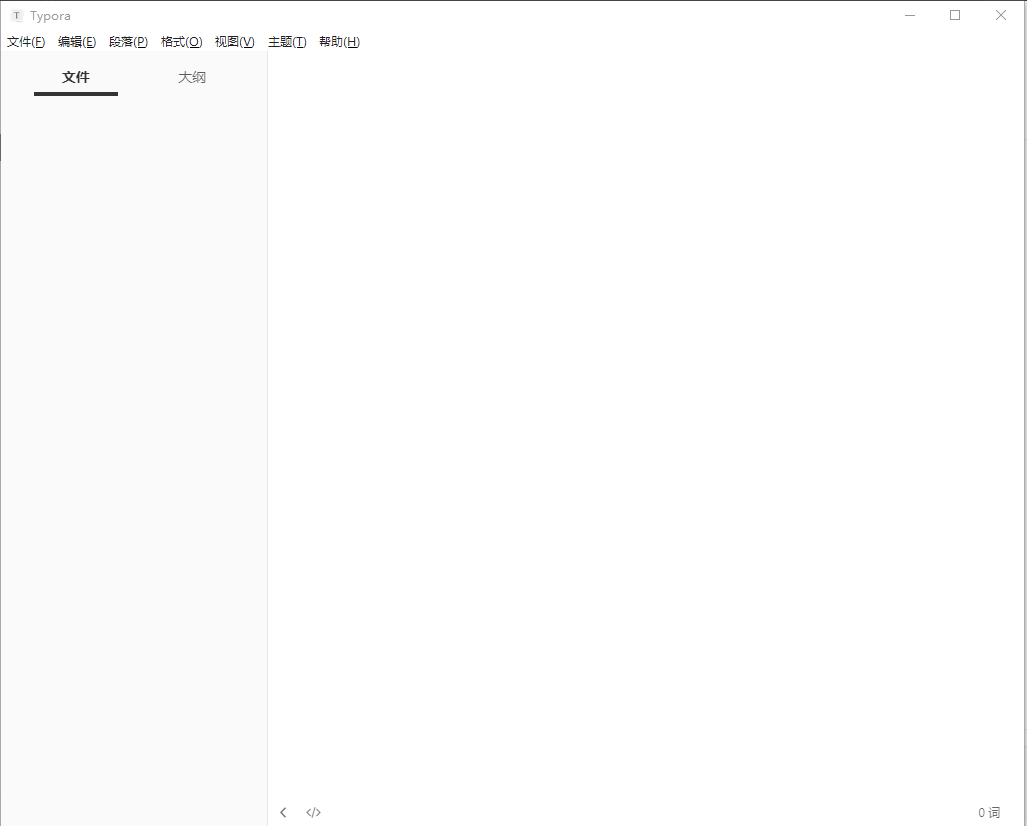 T Typora
文件(F) 编辑(E) 段落(P) 格式(O) 视图(V) 主题(T) 帮助(H)
文件 大纲
</> 0 词